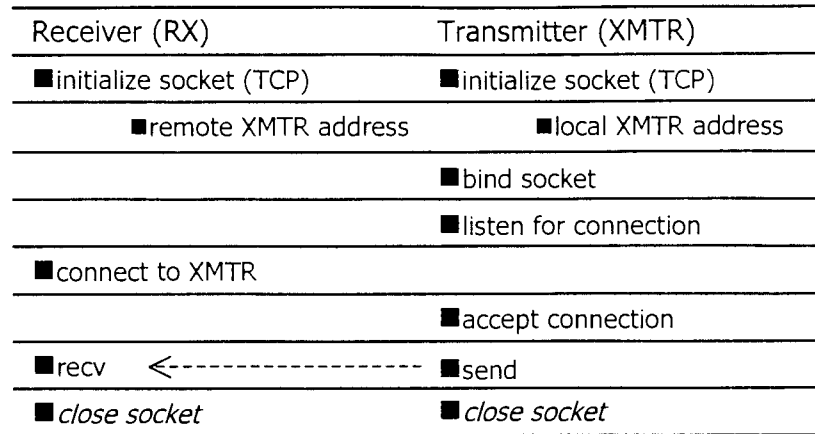 Receiver (RX) Transmitter (XMTR)
■initialize socket (TCP) ■initialize socket (TCP)
■remote XMTR address ■local XMTR address
■bind socket
■listen for connection
■connect to XMTR
■accept connection
■recv <-------------- ■send
■close socket ■close socket